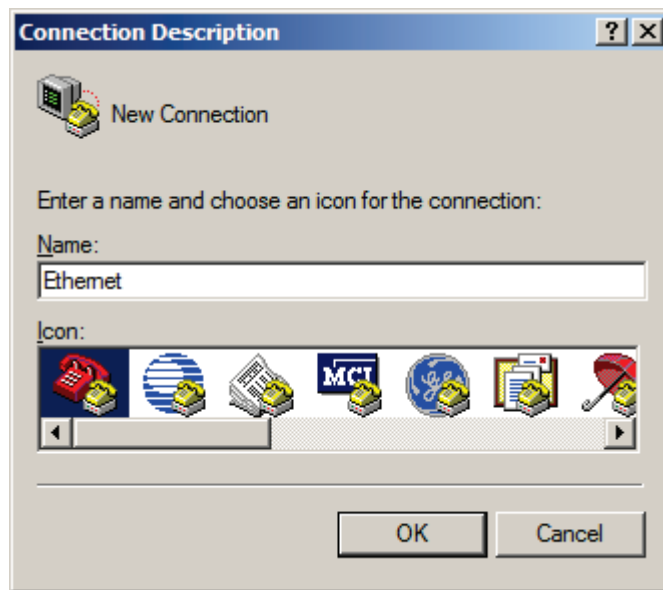 Connection Description
New Connection
Enter a name and choose an icon for the connection:
Name:
Ethernet
Icon:
MCI
OK Cancel